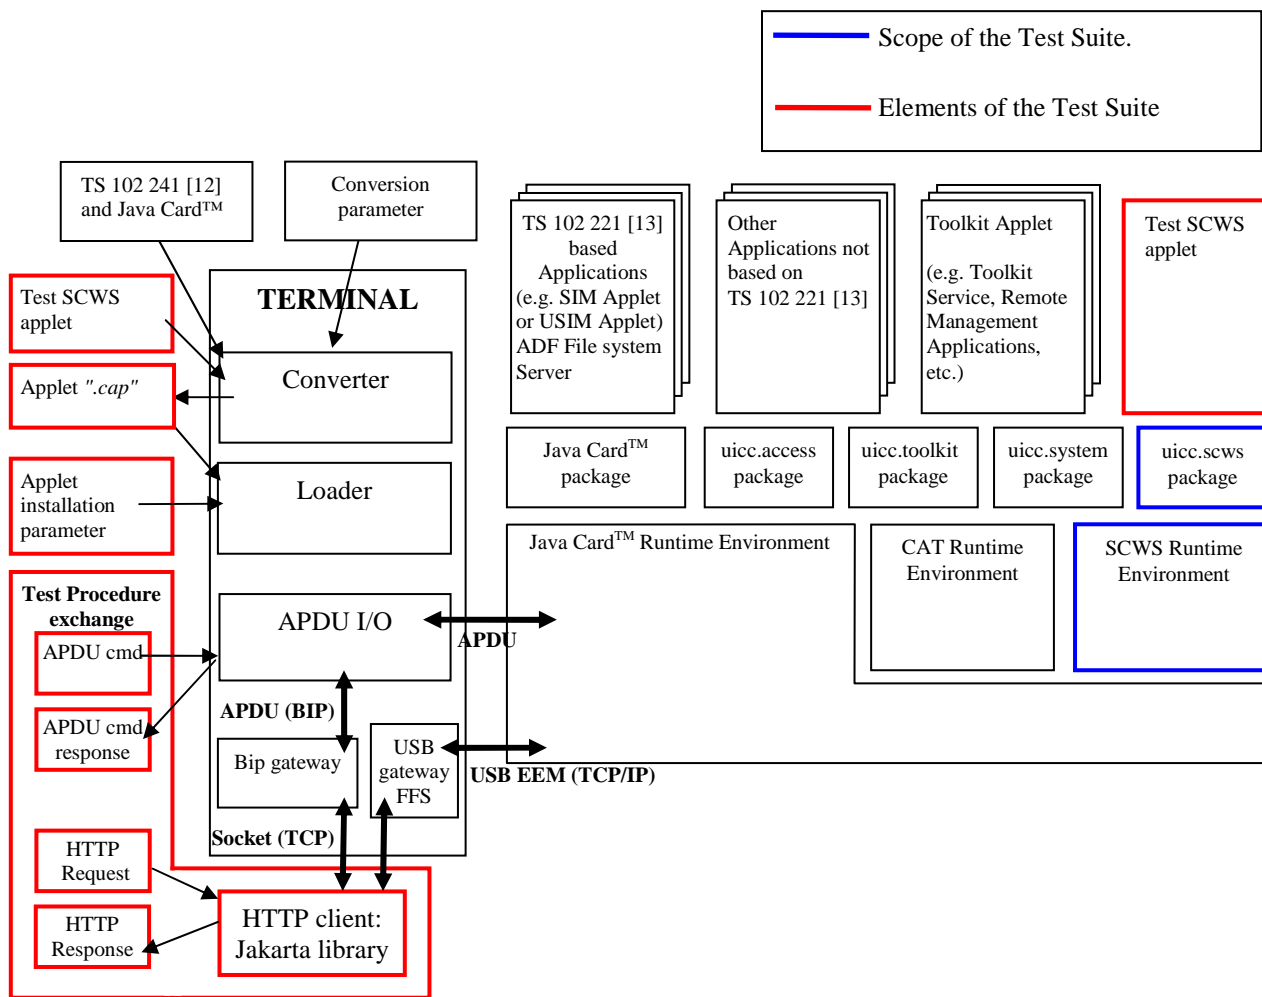 Scope of the Test Suite.
Elements of the Test Suite
TS 102 241 [12]
and Java Card™
Conversion
parameter
TS 102 221 [13]
based
Applications
(e.g. SIM Applet
or USIM Applet)
ADF File system
Server
Other
Applications not
based on
TS 102 221 [13]
Toolkit Applet
(e.g. Toolkit
Service, Remote
Management
Applications,
etc.)
Test SCWS
applet
Test SCWS
applet
TERMINAL
Converter
Applet ".cap"
Java Card™
package
uicc.access
package
uicc.toolkit
package
uicc.system
package
uicc.scws
package
Loader
Applet
installation
parameter
Java Card™ Runtime Environment
CAT Runtime
Environment
SCWS Runtime
Environment
Test Procedure
exchange
APDU I/O
APDU
APDU cmd
APDU cmd
response
APDU (BIP)
Bip gateway
USB
gateway
FFS
USB EEM (TCP/IP)
Socket (TCP)
HTTP
Request
HTTP
Response
HTTP client:
Jakarta library